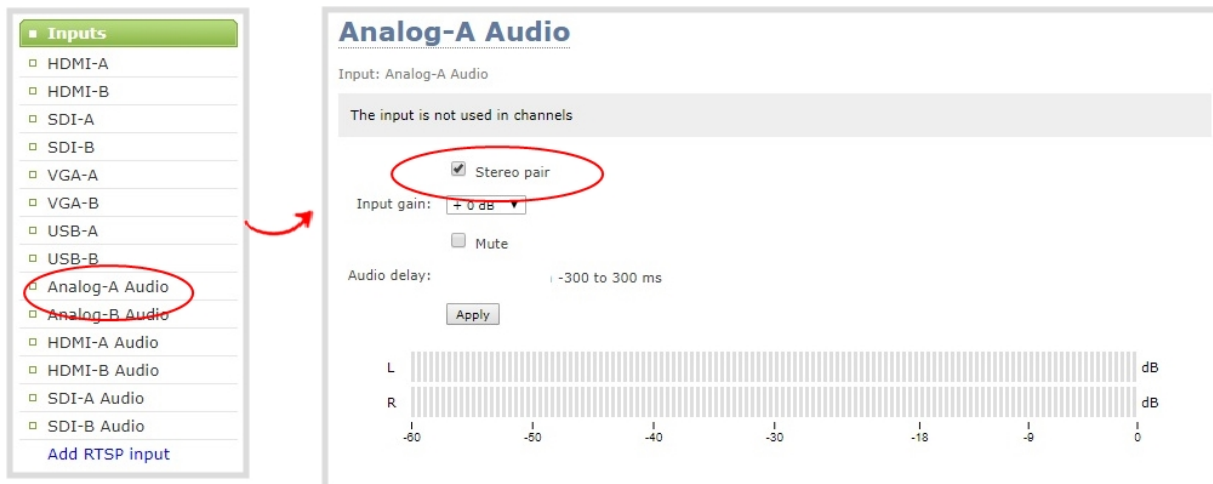 Inputs
HDMI-A
HDMI-B
SDI-A
SDI-B
VGA-A
VGA-B
USB-A
USB-B
Analog-A Audio
Analog-B Audio
HDMI-A Audio
HDMI-B Audio
SDI-A Audio
SDI-B Audio
Add RTSP input
Analog-A Audio
Input: Analog-A Audio
The input is not used in channels
Stereo pair
Input gain: + 0 dB
Mute
Audio delay: -300 to 300 ms
Apply
L dB
R dB
-60 -50 -40 -30 -18 -9 0